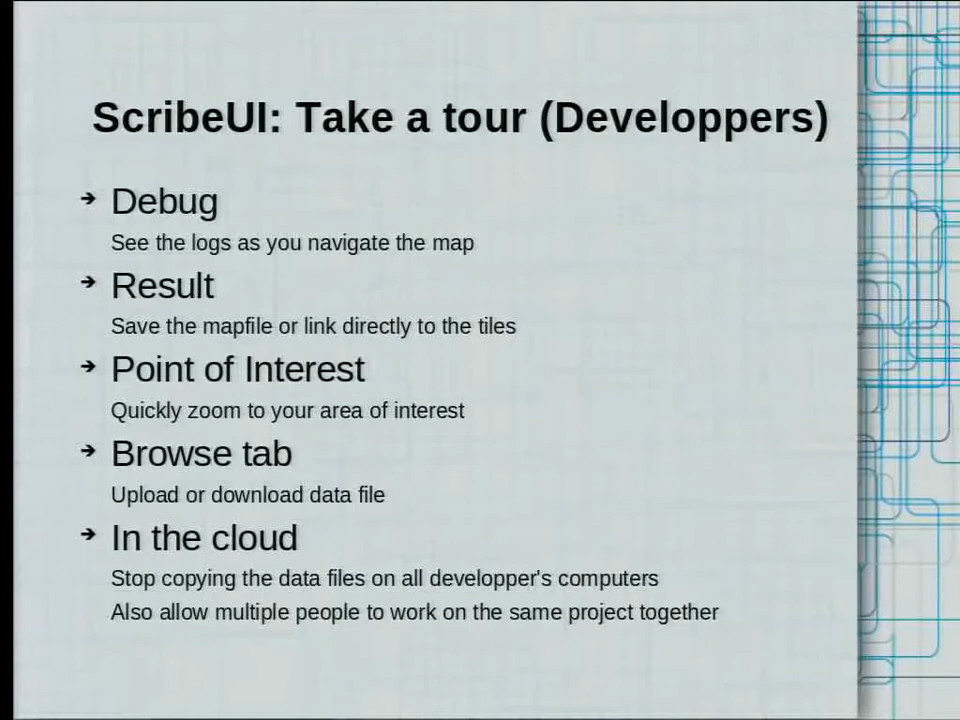 ScribeUI: Take a tour (Developpers)
Debug
See the logs as you navigate the map
Result
Save the mapfile or link directly to the tiles
Point of Interest
Quickly zoom to your area of interest
Browse tab
Upload or download data file
In the cloud
Stop copying the data files on all developper's computers
Also allow multiple people to work on the same project together